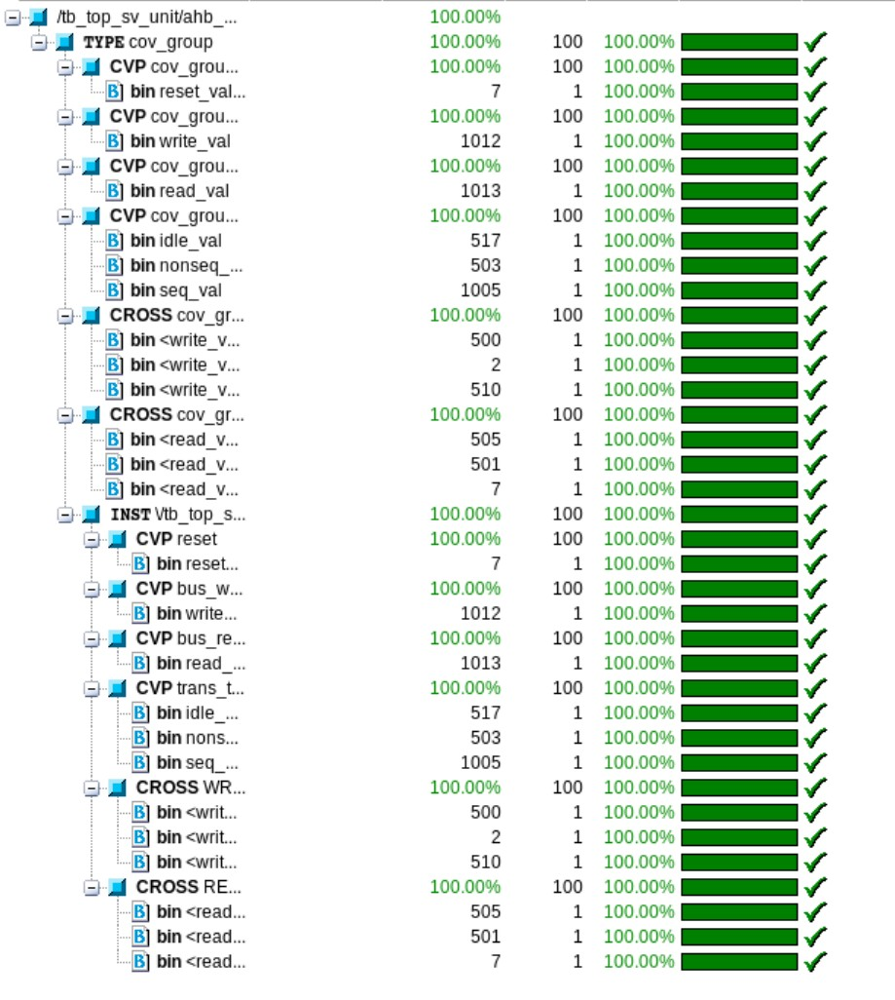 /tb_top_sv_unit/ahb_... 100.00%
TYPE cov_group 100.00% 100 100.00%
CVP cov_grou... 100.00% 100 100.00%
B] bin reset_val... 7 1 100.00%
CVP cov_grou... 100.00% 100 100.00%
B] bin write_val 1012 1 100.00%
CVP cov_grou... 100.00% 100 100.00%
B] bin read_val 1013 1 100.00%
CVP cov_grou... 100.00% 100 100.00%
B] bin idle_val 517 1 100.00%
B] bin nonseq_... 503 1 100.00%
B] bin seq_val 1005 1 100.00%
CROSS cov_gr... 100.00% 100 100.00%
B] bin <write_v... 500 1 100.00%
B] bin <write_v... 2 1 100.00%
B] bin <write_v... 510 1 100.00%
CROSS cov_gr... 100.00% 100 100.00%
B] bin <read_v... 505 1 100.00%
B] bin <read_v... 501 1 100.00%
B] bin <read_v... 7 1 100.00%
INST \/tb_top_s... 100.00% 100 100.00%
CVP reset 100.00% 100 100.00%
B] bin reset... 7 1 100.00%
CVP bus_w... 100.00% 100 100.00%
B] bin write... 1012 1 100.00%
CVP bus_re... 100.00% 100 100.00%
B] bin read_... 1013 1 100.00%
CVP trans_t... 100.00% 100 100.00%
B] bin idle_... 517 1 100.00%
B] bin nons... 503 1 100.00%
B] bin seq_... 1005 1 100.00%
CROSS WR... 100.00% 100 100.00%
B] bin <writ... 500 1 100.00%
B] bin <writ... 2 1 100.00%
B] bin <writ... 510 1 100.00%
CROSS RE... 100.00% 100 100.00%
B] bin <read... 505 1 100.00%
B] bin <read... 501 1 100.00%
B] bin <read... 7 1 100.00%